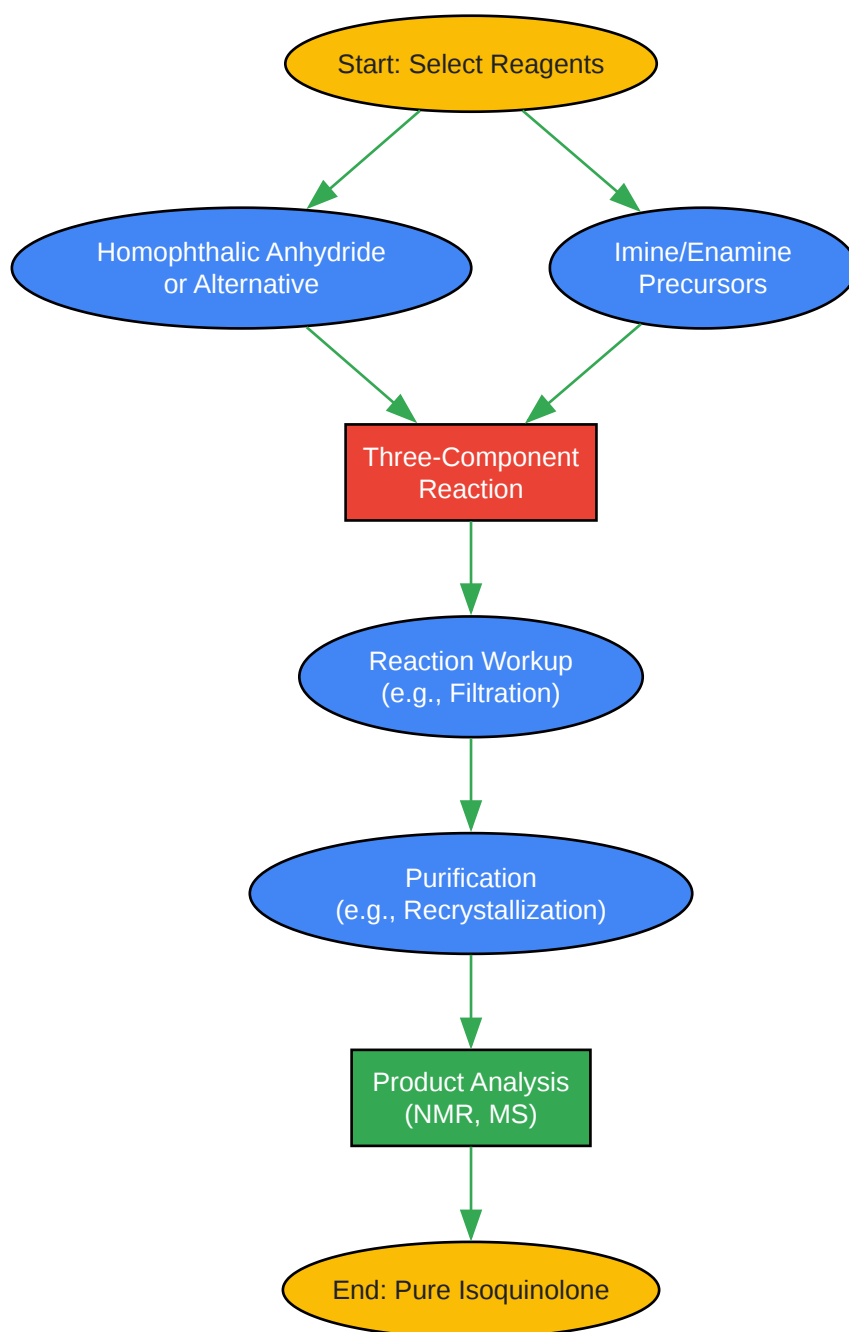 Start: Select Reagents
Homophthalic Anhydride
or Alternative
Imine/Enamine
Precursors
Three-Component
Reaction
Reaction Workup
(e.g., Filtration)
Purification
(e.g., Recrystallization)
Product Analysis
(NMR, MS)
End: Pure Isoquinolone